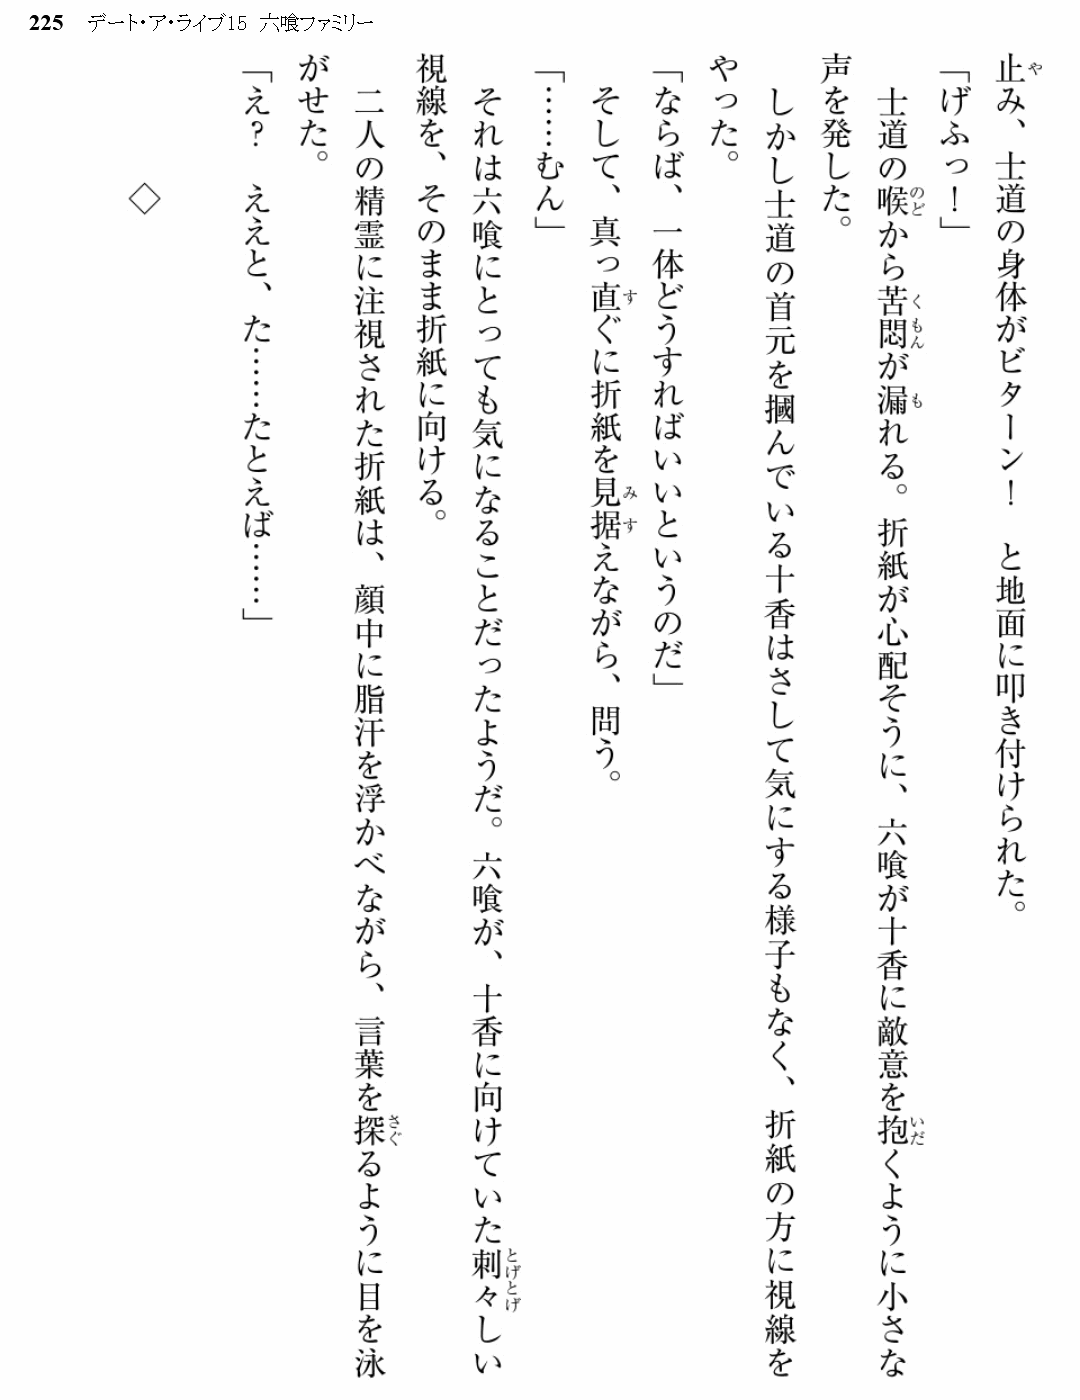 225 デート・ア・ライブ15 六喰ファミリー
止み、士道の身体がビターン！　と地面に叩き付けられた。
「げふっ！」
　士道の喉から苦悶が漏れる。折紙が心配そうに、六喰が十香に敵意を抱くように小さな
声を発した。
　しかし士道の首元を摑んでいる十香はさして気にする様子もなく、折紙の方に視線を
やった。
「ならば、一体どうすればいいというのだ」
　そして、真っ直ぐに折紙を見据えながら、問う。
「……むん」
　それは六喰にとっても気になることだったようだ。六喰が、十香に向けていた刺々しい
視線を、そのまま折紙に向ける。
　二人の精霊に注視された折紙は、顔中に脂汗を浮かべながら、言葉を探るように目を泳
がせた。
「え？　ええと、た……たとえば……」
◇